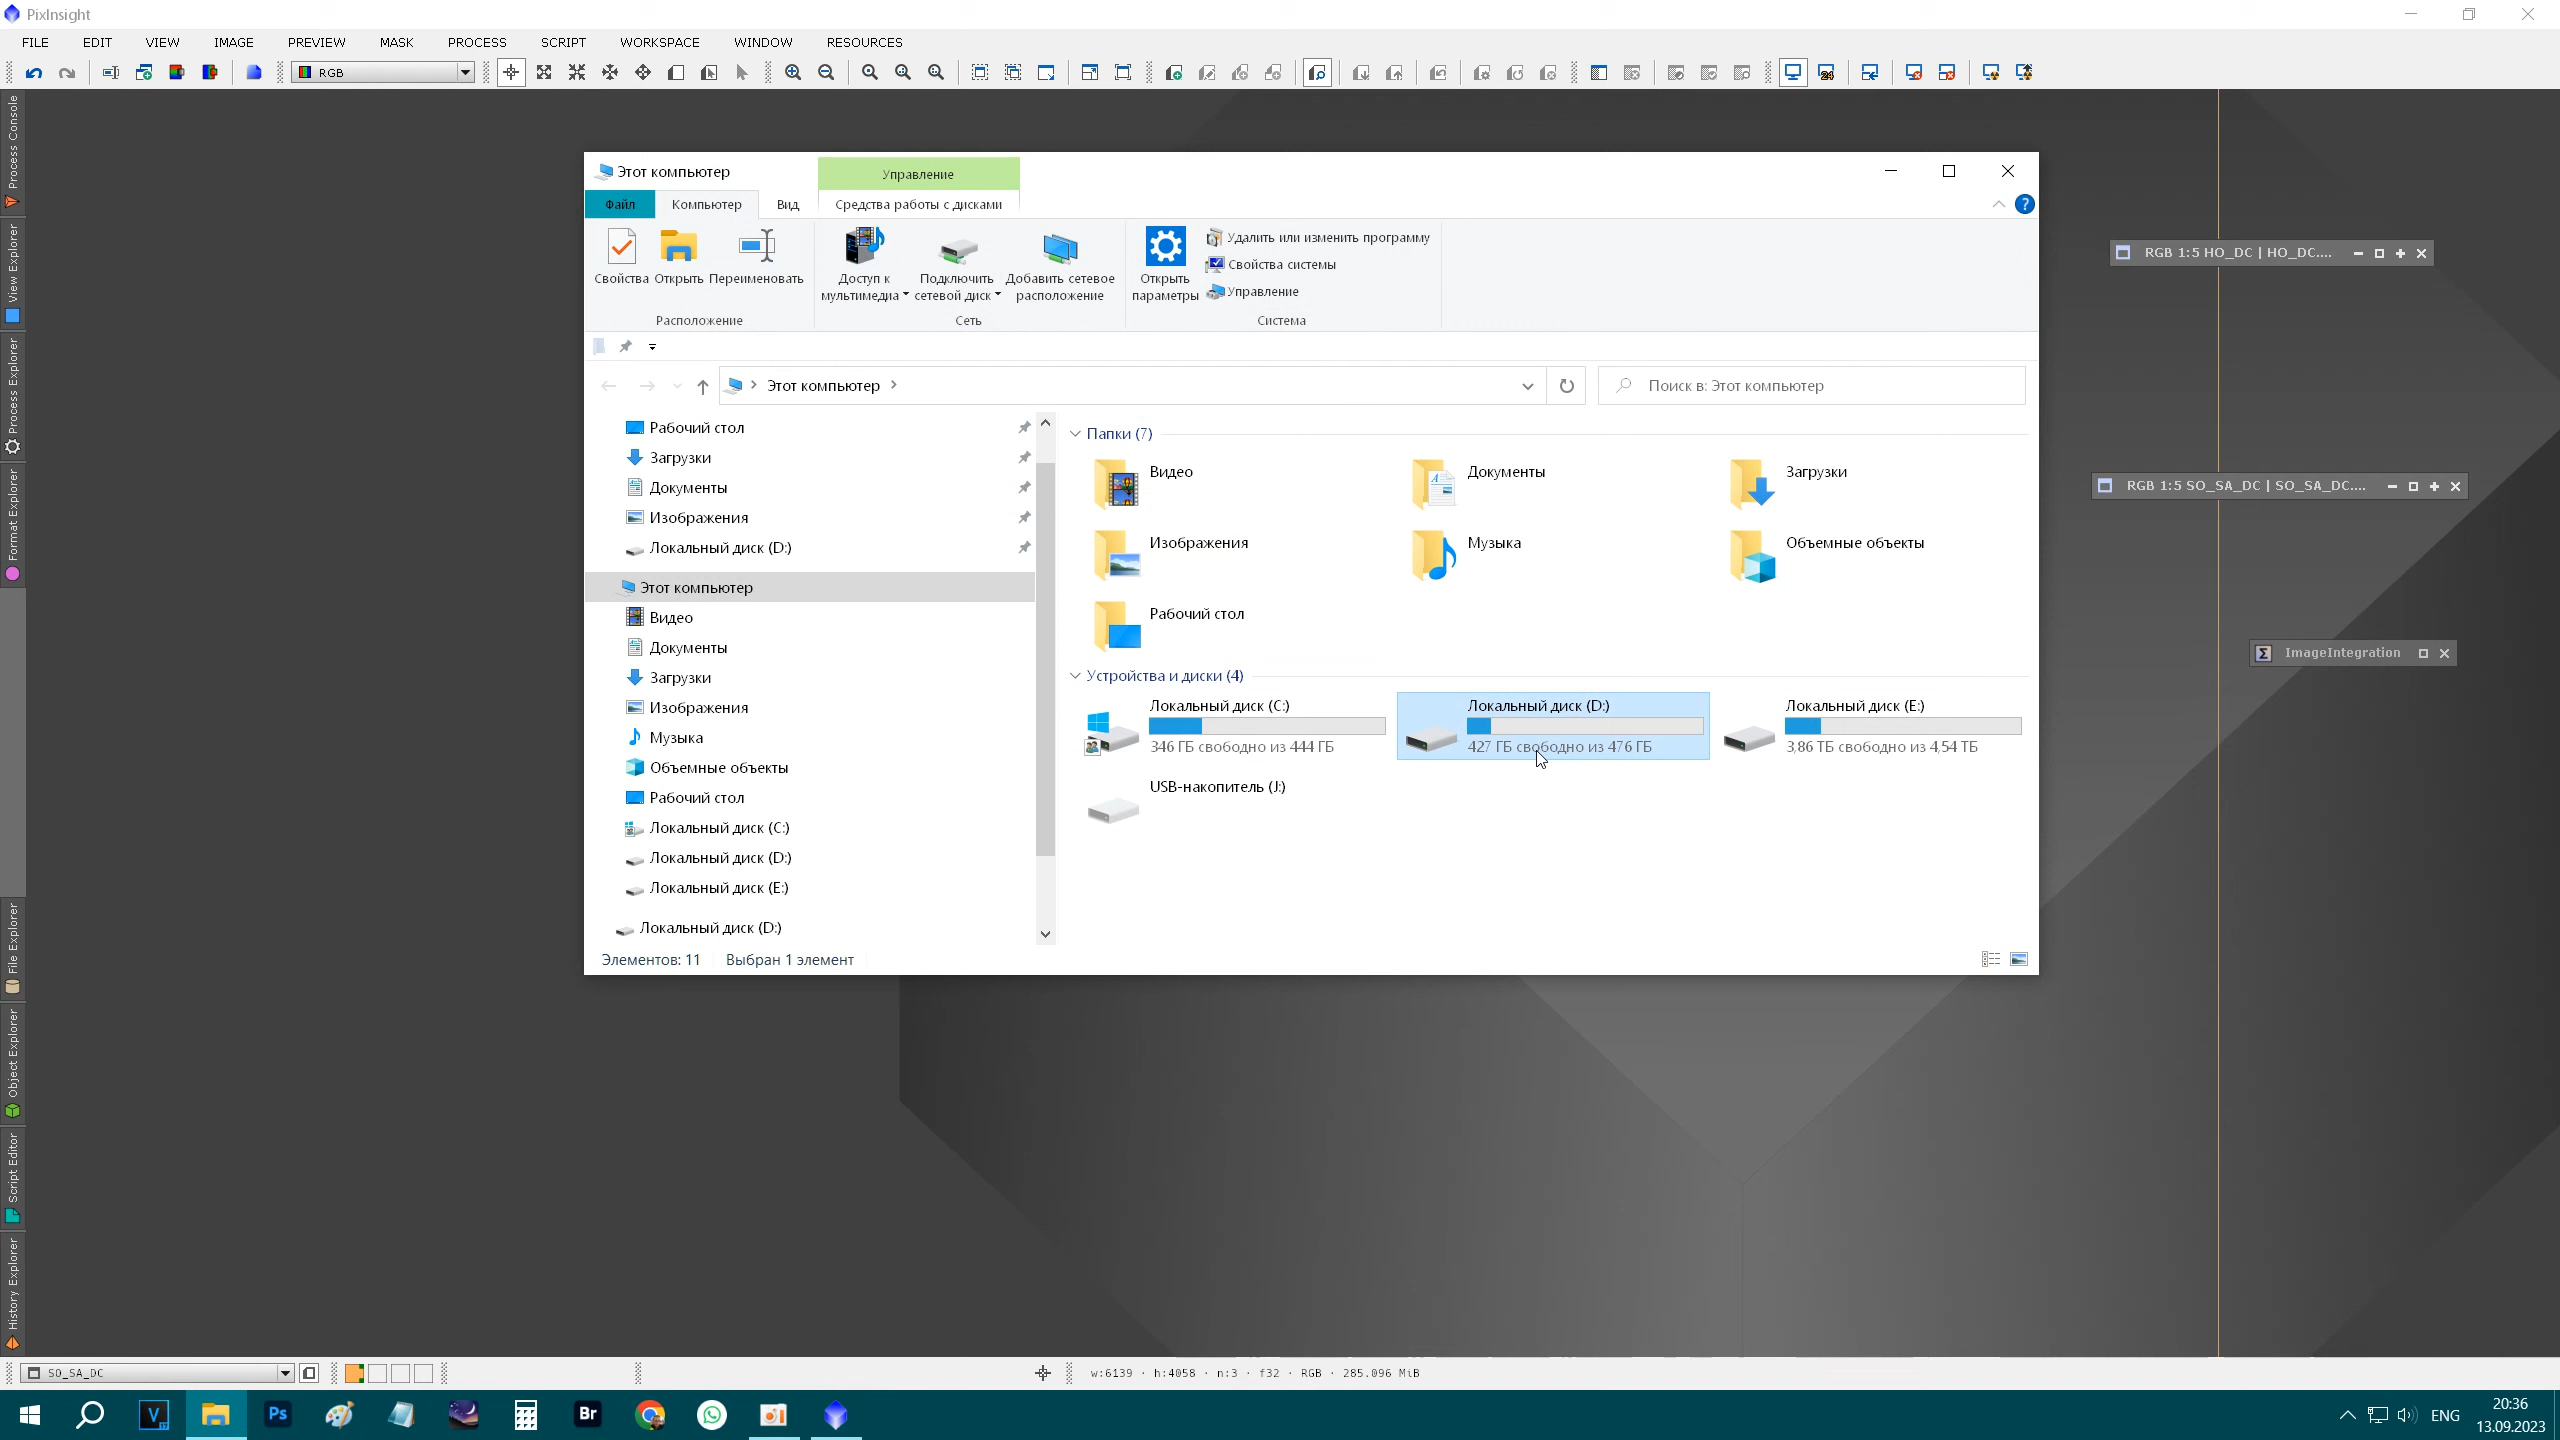 PixInsight
FILE EDIT VIEW IMAGE PREVIEW MASK PROCESS SCRIPT WORKSPACE WINDOW RESOURCES
RGB
24
Process Console
View Explorer
Process Explorer
Format Explorer
File Explorer
Object Explorer
Script Editor
History Explorer
Этот компьютер
Управление
Файл Компьютер Вид Средства работы с дисками
Свойства
Открыть
Переименовать
Расположение
Доступ к
мультимедиа
Подключить
сетевой диск
Добавить сетевое
расположение
Сеть
Открыть
параметры
Удалить или изменить программу
Свойства системы
Управление
Система
Этот компьютер
Поиск в: Этот компьютер
Рабочий стол
Загрузки
Документы
Изображения
Локальный диск (D:)
Этот компьютер
Видео
Документы
Загрузки
Изображения
Музыка
Объемные объекты
Рабочий стол
Локальный диск (C:)
Локальный диск (D:)
Локальный диск (E:)
Локальный диск (D:)
Папки (7)
Видео
Документы
Загрузки
Изображения
Музыка
Объемные объекты
Рабочий стол
Устройства и диски (4)
Локальный диск (C:)
346 ГБ свободно из 444 ГБ
Локальный диск (D:)
427 ГБ свободно из 476 ГБ
Локальный диск (E:)
3,86 ТБ свободно из 4,54 ТБ
USB-накопитель (J:)
Элементов: 11 Выбран 1 элемент
RGB 1:5 HO_DC | HO_DC....
RGB 1:5 SO_SA_DC | SO_SA_DC....
ImageIntegration
SO_SA_DC
w:6139 · h:4058 · n:3 · f32 · RGB · 285.096 MiB
V
Ps
Br
ENG
20:36
13.09.2023